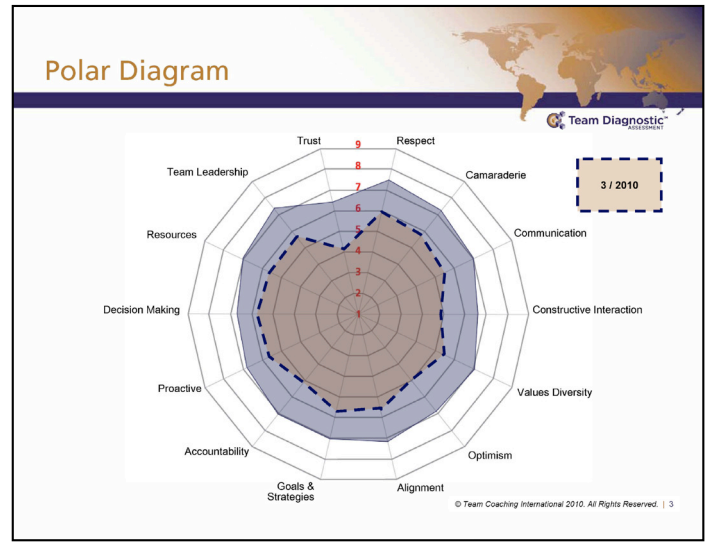 Polar Diagram
Team Diagnostic™
ASSESSMENT
3 / 2010
Trust
Respect
Team Leadership
Camaraderie
Resources
Communication
Decision Making
Constructive Interaction
Proactive
Values Diversity
Accountability
Optimism
Goals &
Strategies
Alignment
9
8
7
6
5
4
3
2
1
© Team Coaching International 2010. All Rights Reserved. | 3